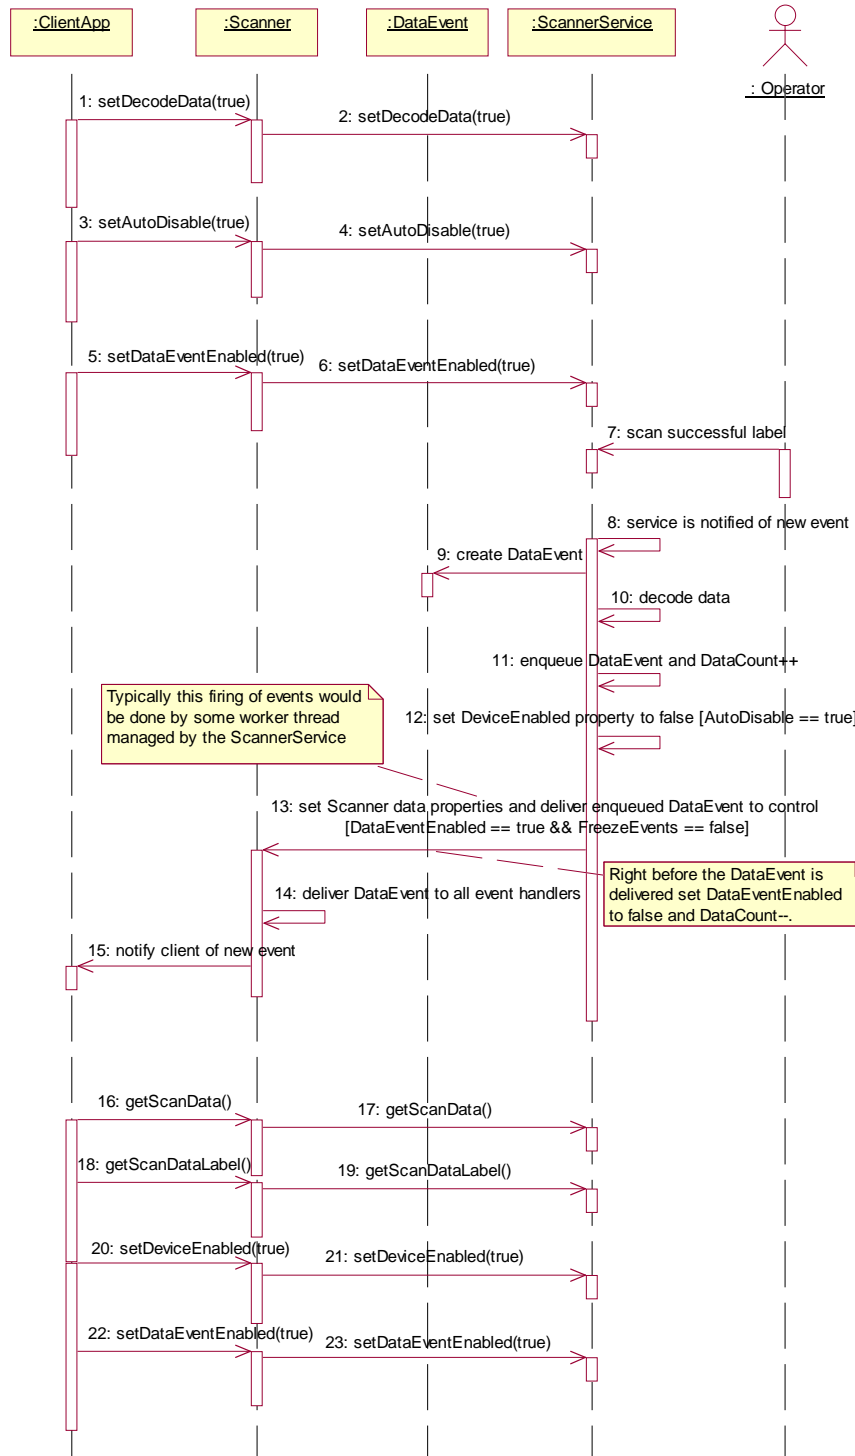 :ClientApp
:Scanner
:DataEvent
:ScannerService
: Operator
1: setDecodeData(true)
2: setDecodeData(true)
3: setAutoDisable(true)
4: setAutoDisable(true)
5: setDataEventEnabled(true)
6: setDataEventEnabled(true)
7: scan successful label
8: service is notified of new event
9: create DataEvent
10: decode data
11: enqueue DataEvent and DataCount++
Typically this firing of events would
be done by some worker thread
managed by the ScannerService
12: set DeviceEnabled property to false [AutoDisable == true]
13: set Scanner data properties and deliver enqueued DataEvent to control
[DataEventEnabled == true && FreezeEvents == false]
Right before the DataEvent is
delivered set DataEventEnabled
to false and DataCount--.
14: deliver DataEvent to all event handlers
15: notify client of new event
16: getScanData()
17: getScanData()
18: getScanDataLabel()
19: getScanDataLabel()
20: setDeviceEnabled(true)
21: setDeviceEnabled(true)
22: setDataEventEnabled(true)
23: setDataEventEnabled(true)